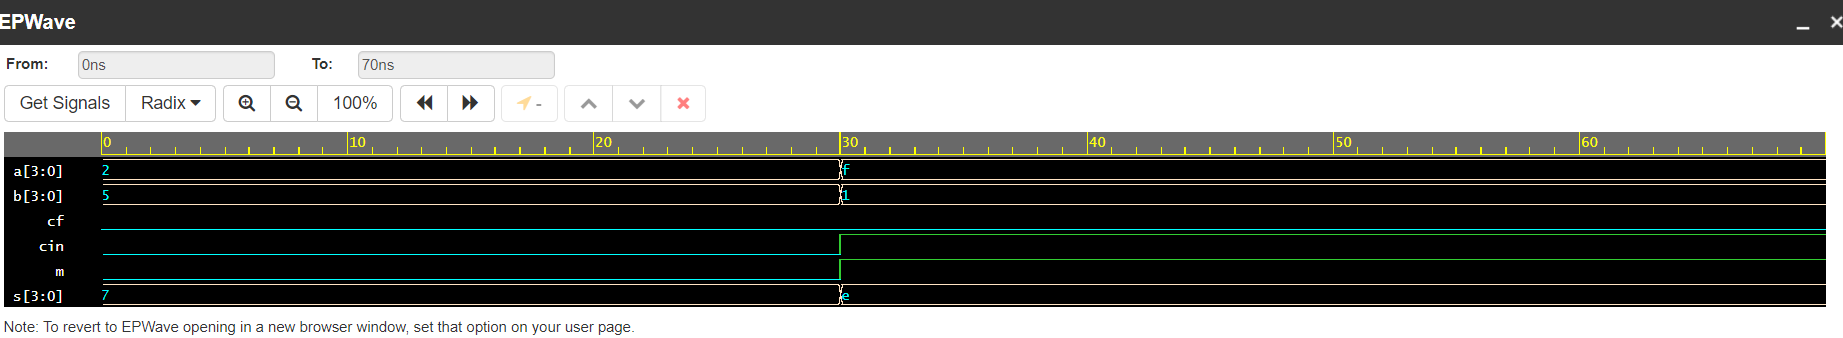 EPWave
From: 0ns To: 70ns
Get Signals Radix 100% -
0 10 20 30 40 50 60
a[3:0] 2 f
b[3:0] 5 1
cf
cin
m
s[3:0] 7 e
Note: To revert to EPWave opening in a new browser window, set that option on your user page.